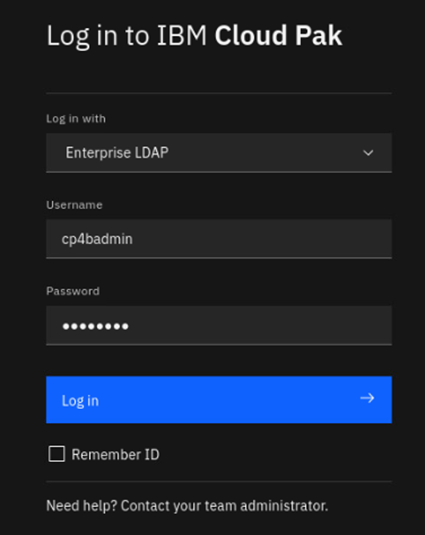 Log in to IBM Cloud Pak
Log in with
Enterprise LDAP
Username
cp4badmin
Password
••••••••
Log in
Remember ID
Need help? Contact your team administrator.